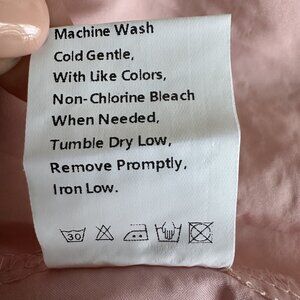 Machine Wash
Cold Gentle,
With Like Colors,
Non-Chlorine Bleach
When Needed,
Tumble Dry Low,
Remove Promptly,
Iron Low.
30